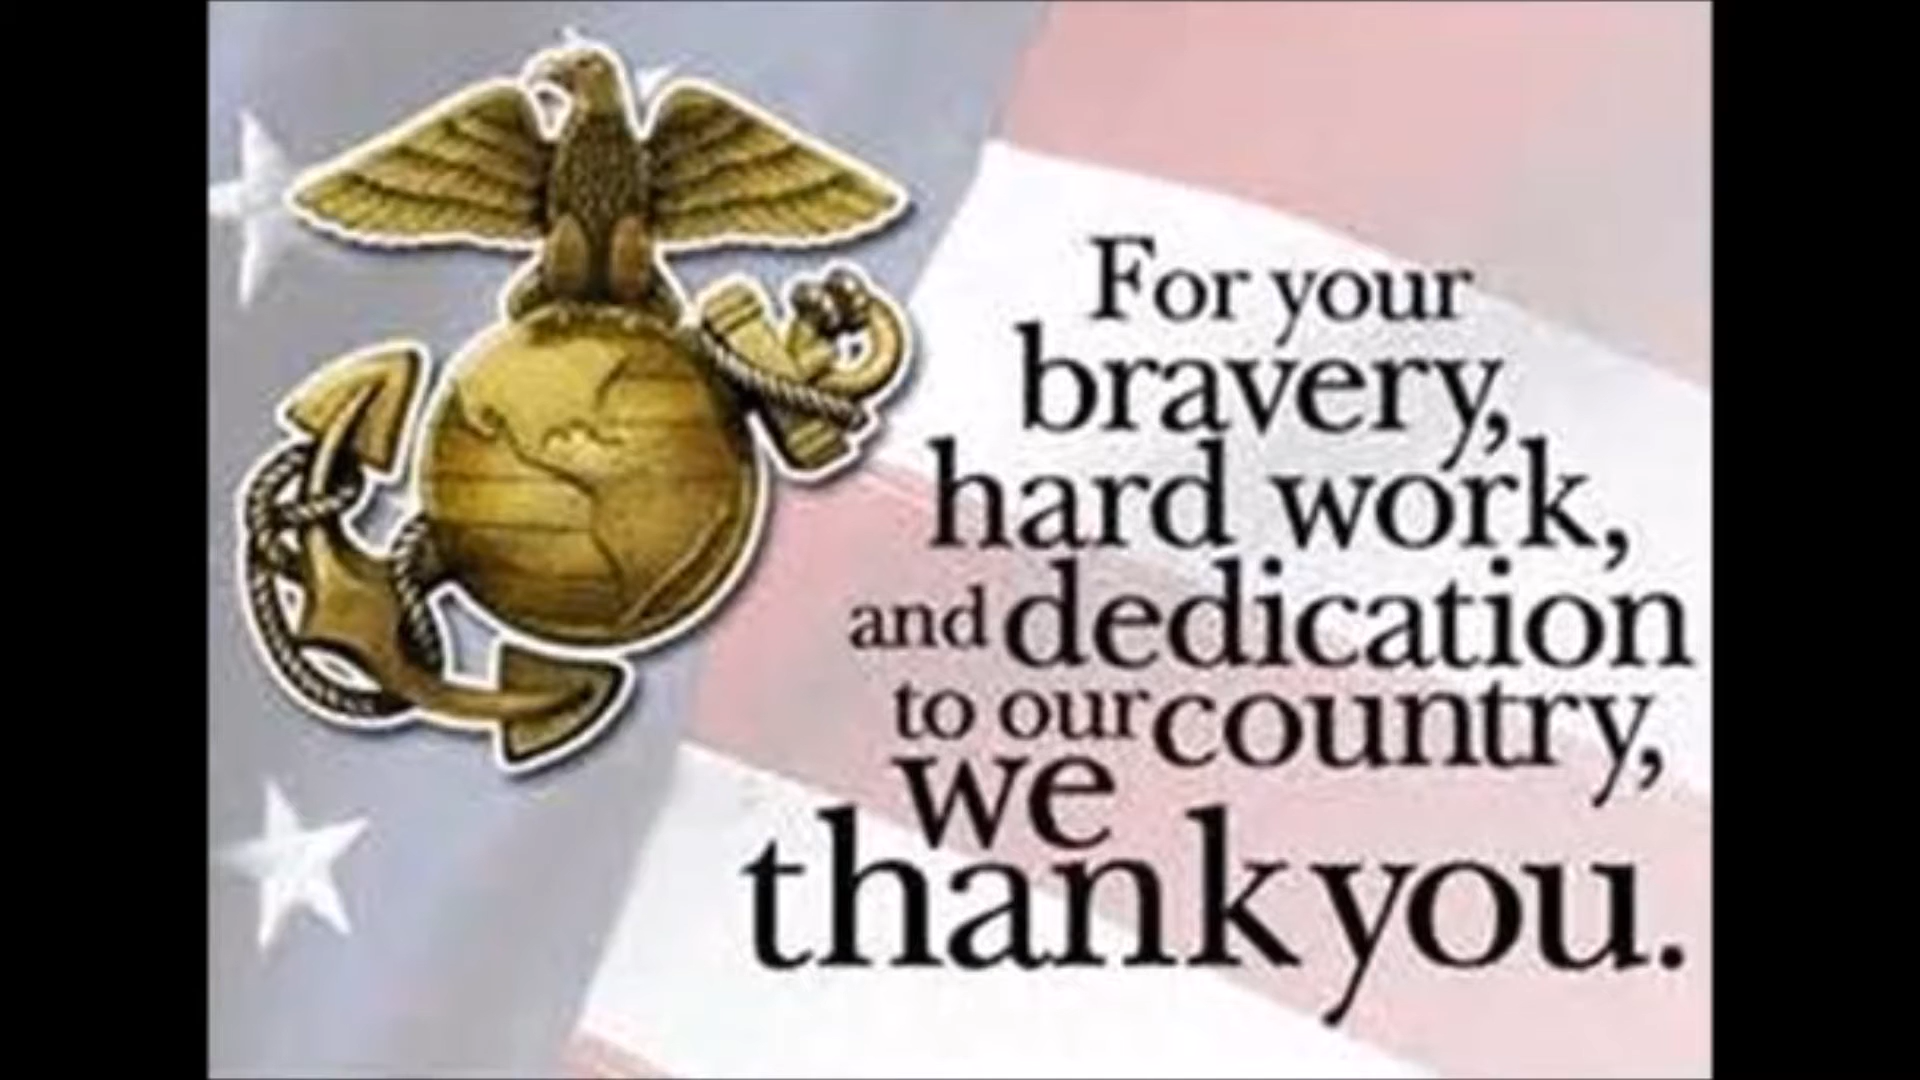 For your
bravery,
hard work,
and dedication
to our country,
we
thank you.